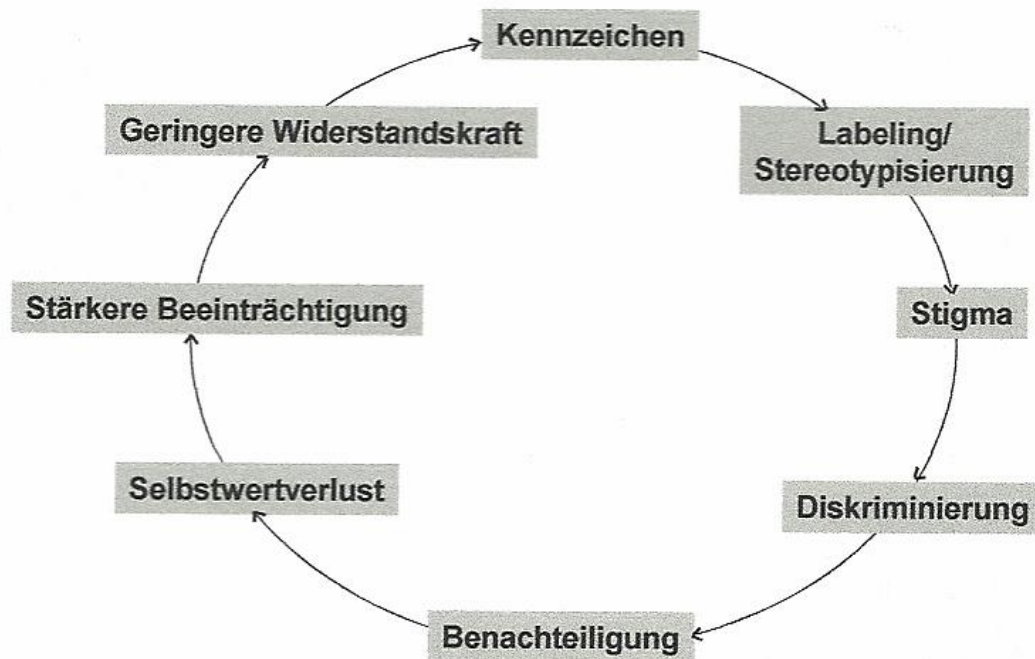 Kennzeichen
Labeling/
Stereotypisierung
Stigma
Diskriminierung
Benachteiligung
Selbstwertverlust
Stärkere Beeinträchtigung
Geringere Widerstandskraft